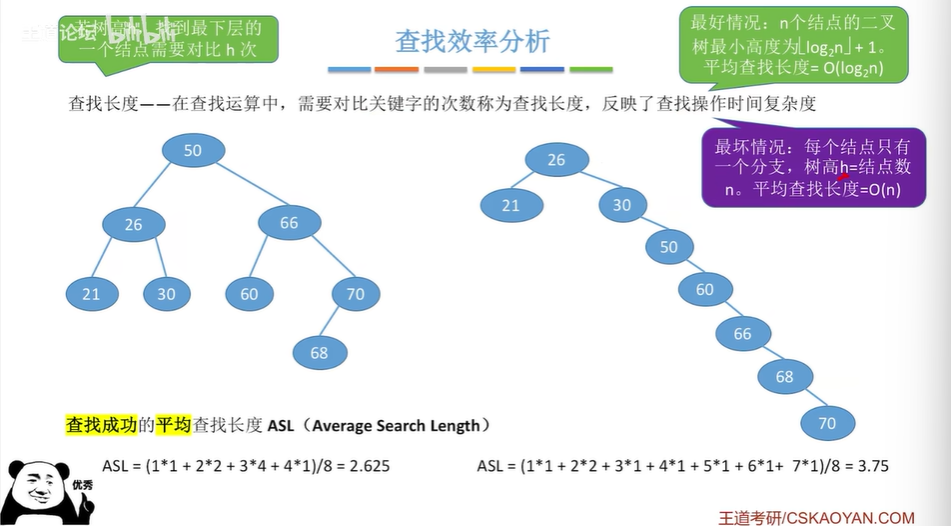 王道论坛 bilibili
若树高h，找到最下层的
一个结点需要对比 h 次
查找效率分析
最好情况：n个结点的二叉
树最小高度为⌊log₂n⌋ + 1。
平均查找长度= O(log₂n)
查找长度——在查找运算中，需要对比关键字的次数称为查找长度，反映了查找操作时间复杂度
最坏情况：每个结点只有
一个分支，树高h=结点数
n。平均查找长度=O(n)
50
26
66
21
30
60
70
68
26
21
30
50
60
66
68
70
查找成功的平均查找长度 ASL（Average Search Length）
ASL = (1*1 + 2*2 + 3*4 + 4*1)/8 = 2.625
ASL = (1*1 + 2*2 + 3*1 + 4*1 + 5*1 + 6*1+ 7*1)/8 = 3.75
优秀
王道考研/CSKAOYAN.COM